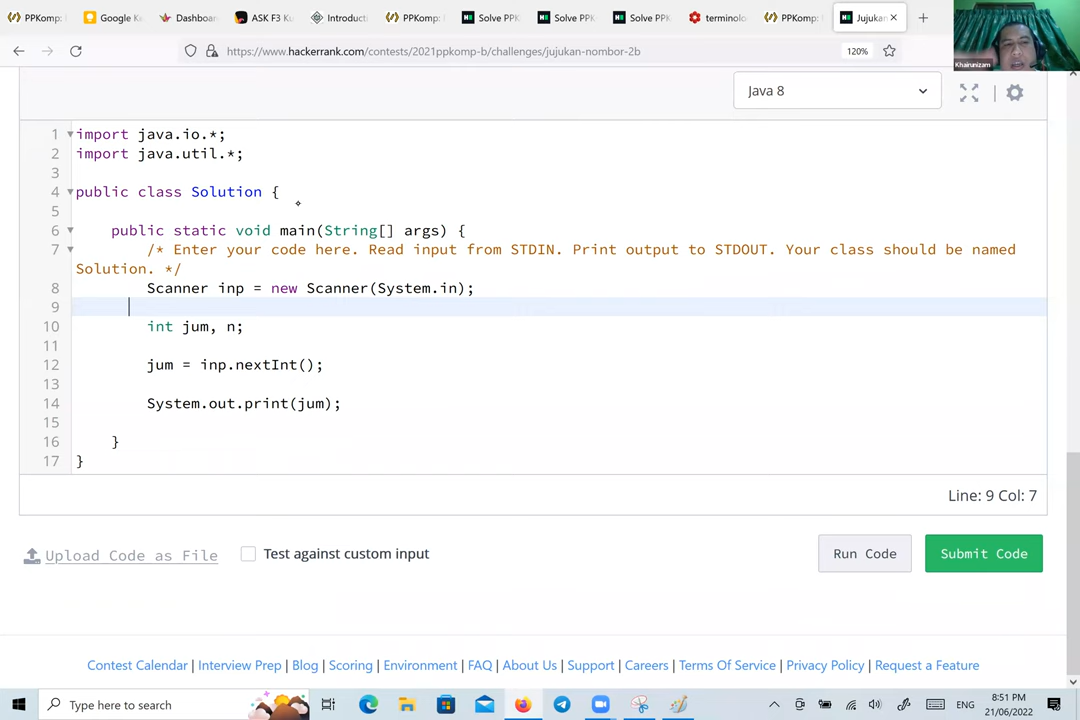 PPKomp:
Google Ke
Dashboar
ASK F3 Ku
Introducti
PPKomp:
Solve PPK
Solve PPK
Solve PPK
terminolo
PPKomp:
Jujukan
https://www.hackerrank.com/contests/2021ppkomp-b/challenges/jujukan-nombor-2b
120%
Khairunizam
Java 8
1 import java.io.*;
2 import java.util.*;
3
4 public class Solution {
5
6 public static void main(String[] args) {
7 /* Enter your code here. Read input from STDIN. Print output to STDOUT. Your class should be named
Solution. */
8 Scanner inp = new Scanner(System.in);
9
10 int jum, n;
11
12 jum = inp.nextInt();
13
14 System.out.print(jum);
15
16 }
17 }
Line: 9 Col: 7
Upload Code as File
Test against custom input
Run Code
Submit Code
Contest Calendar | Interview Prep | Blog | Scoring | Environment | FAQ | About Us | Support | Careers | Terms Of Service | Privacy Policy | Request a Feature
Type here to search
ENG
8:51 PM
21/06/2022